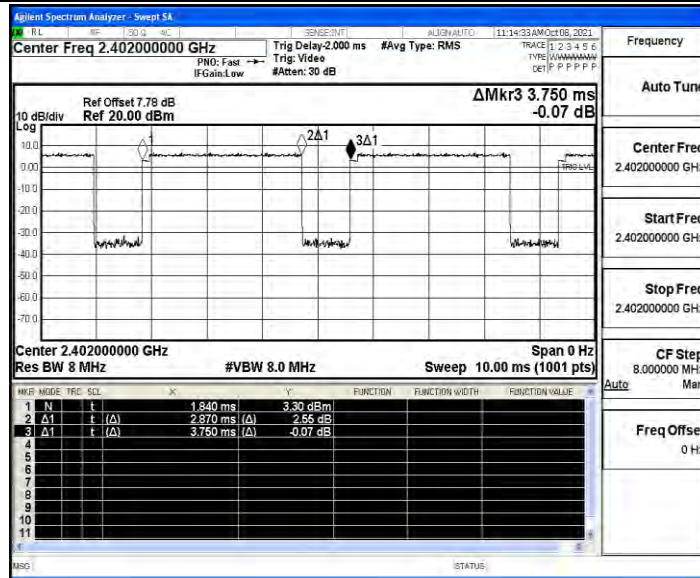 Agilent Spectrum Analyzer - Swept SA
RL RF 50 Ω AC SENSE:INT ALIGN AUTO 11:14:33 AM Oct 08, 2021
Center Freq 2.402000000 GHz
PNO: Fast
IFGain:Low
Trig Delay-2.000 ms
Trig: Video
#Atten: 30 dB
#Avg Type: RMS
TRACE 1 2 3 4 5 6
TYPE WWWWWW
DET P P P P P P
ΔMkr3 3.750 ms
-0.07 dB
Ref Offset 7.78 dB
10 dB/div Ref 20.00 dBm
Log
10.0
0.00
-10.0
-20.0
-30.0
-40.0
-50.0
-60.0
-70.0
1
2Δ1
3Δ1
TRIG LVL
Center 2.402000000 GHz Span 0 Hz
Res BW 8 MHz #VBW 8.0 MHz Sweep 10.00 ms (1001 pts)
MKR MODE TRC SCL X Y FUNCTION FUNCTION WIDTH FUNCTION VALUE
1 N t 1.840 ms 3.30 dBm
2 Δ1 t (Δ) 2.870 ms (Δ) 2.55 dB
3 Δ1 t (Δ) 3.750 ms (Δ) -0.07 dB
4
5
6
7
8
9
10
11
MSG STATUS
Frequency
Auto Tune
Center Freq
2.402000000 GHz
Start Freq
2.402000000 GHz
Stop Freq
2.402000000 GHz
CF Step
8.000000 MHz
Auto Man
Freq Offset
0 Hz